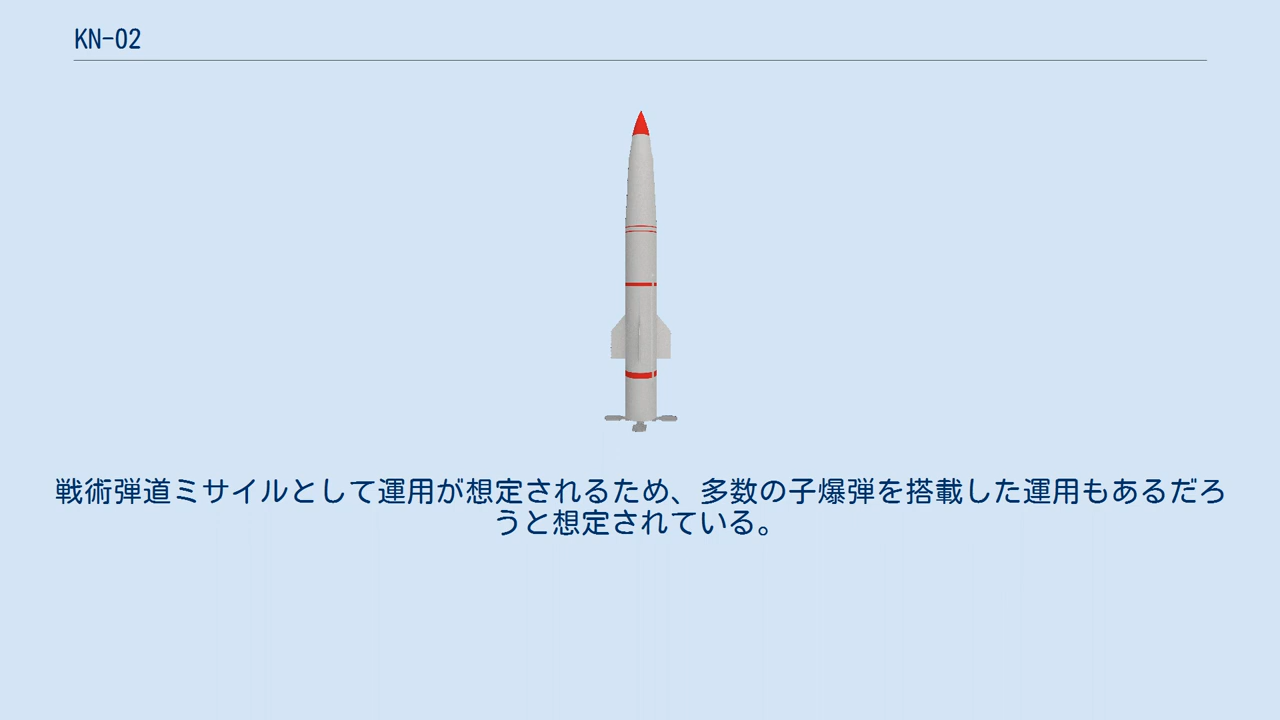 KN-02
戦術弾道ミサイルとして運用が想定されるため、多数の子爆弾を搭載した運用もあるだろ
うと想定されている。